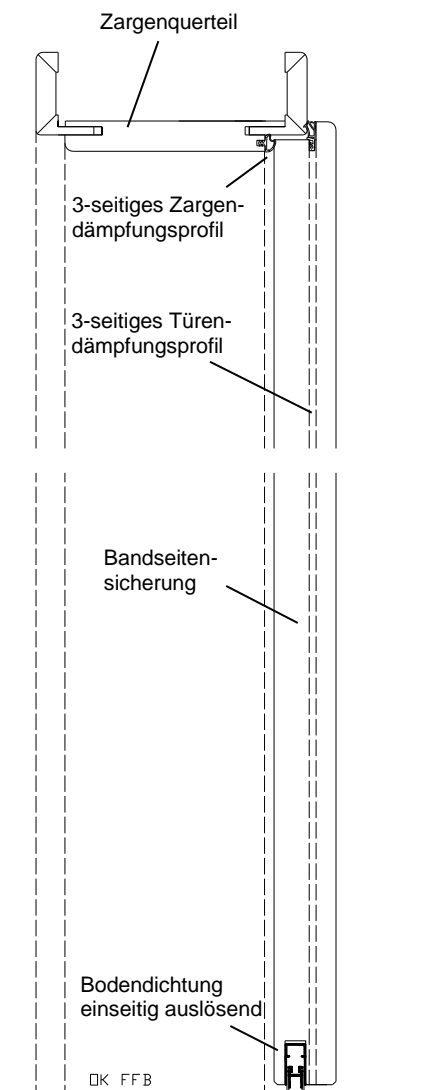 Zargenquerteil
3-seitiges Zargen-
dämpfungsprofil
3-seitiges Türen-
dämpfungsprofil
Bandseiten-
sicherung
Bodendichtung
einseitig auslösend
OK FFB